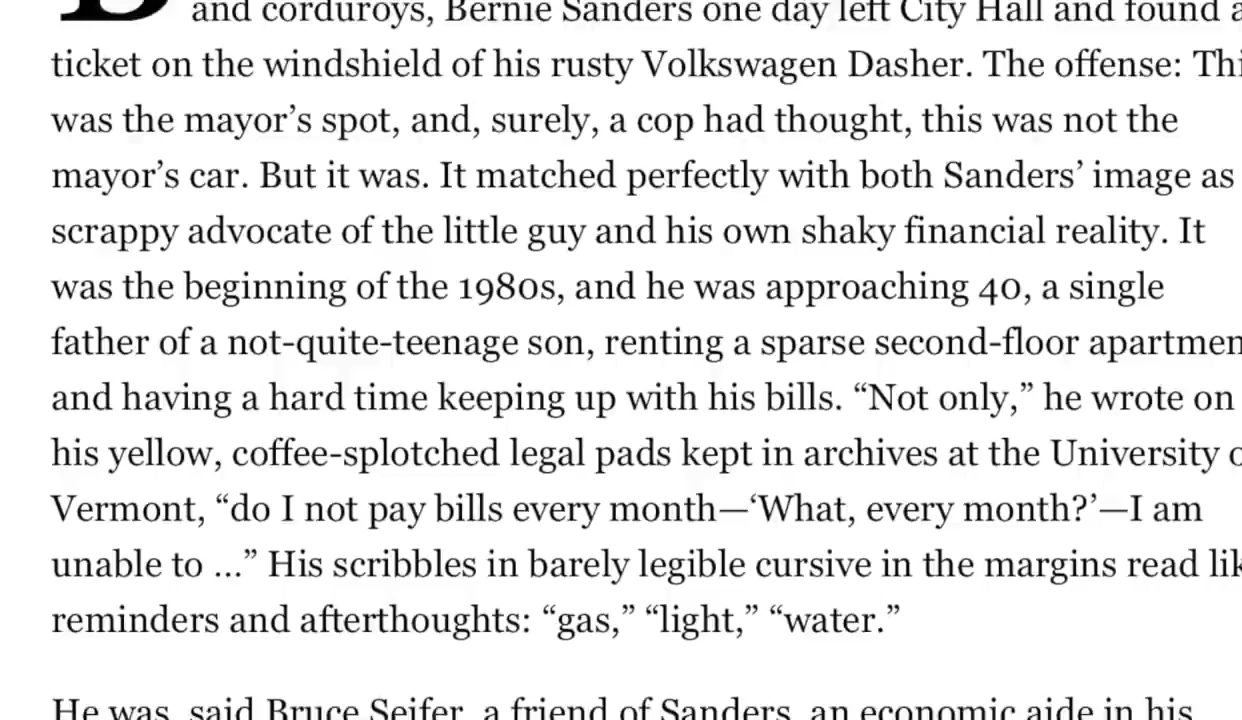 and corduroys, Bernie Sanders one day left City Hall and found a
ticket on the windshield of his rusty Volkswagen Dasher. The offense: Thi
was the mayor’s spot, and, surely, a cop had thought, this was not the
mayor’s car. But it was. It matched perfectly with both Sanders’ image as
scrappy advocate of the little guy and his own shaky financial reality. It
was the beginning of the 1980s, and he was approaching 40, a single
father of a not-quite-teenage son, renting a sparse second-floor apartmen
and having a hard time keeping up with his bills. “Not only,” he wrote on
his yellow, coffee-splotched legal pads kept in archives at the University o
Vermont, “do I not pay bills every month—‘What, every month?’—I am
unable to ...” His scribbles in barely legible cursive in the margins read lik
reminders and afterthoughts: “gas,” “light,” “water.”
He was, said Bruce Seifer, a friend of Sanders, an economic aide in his